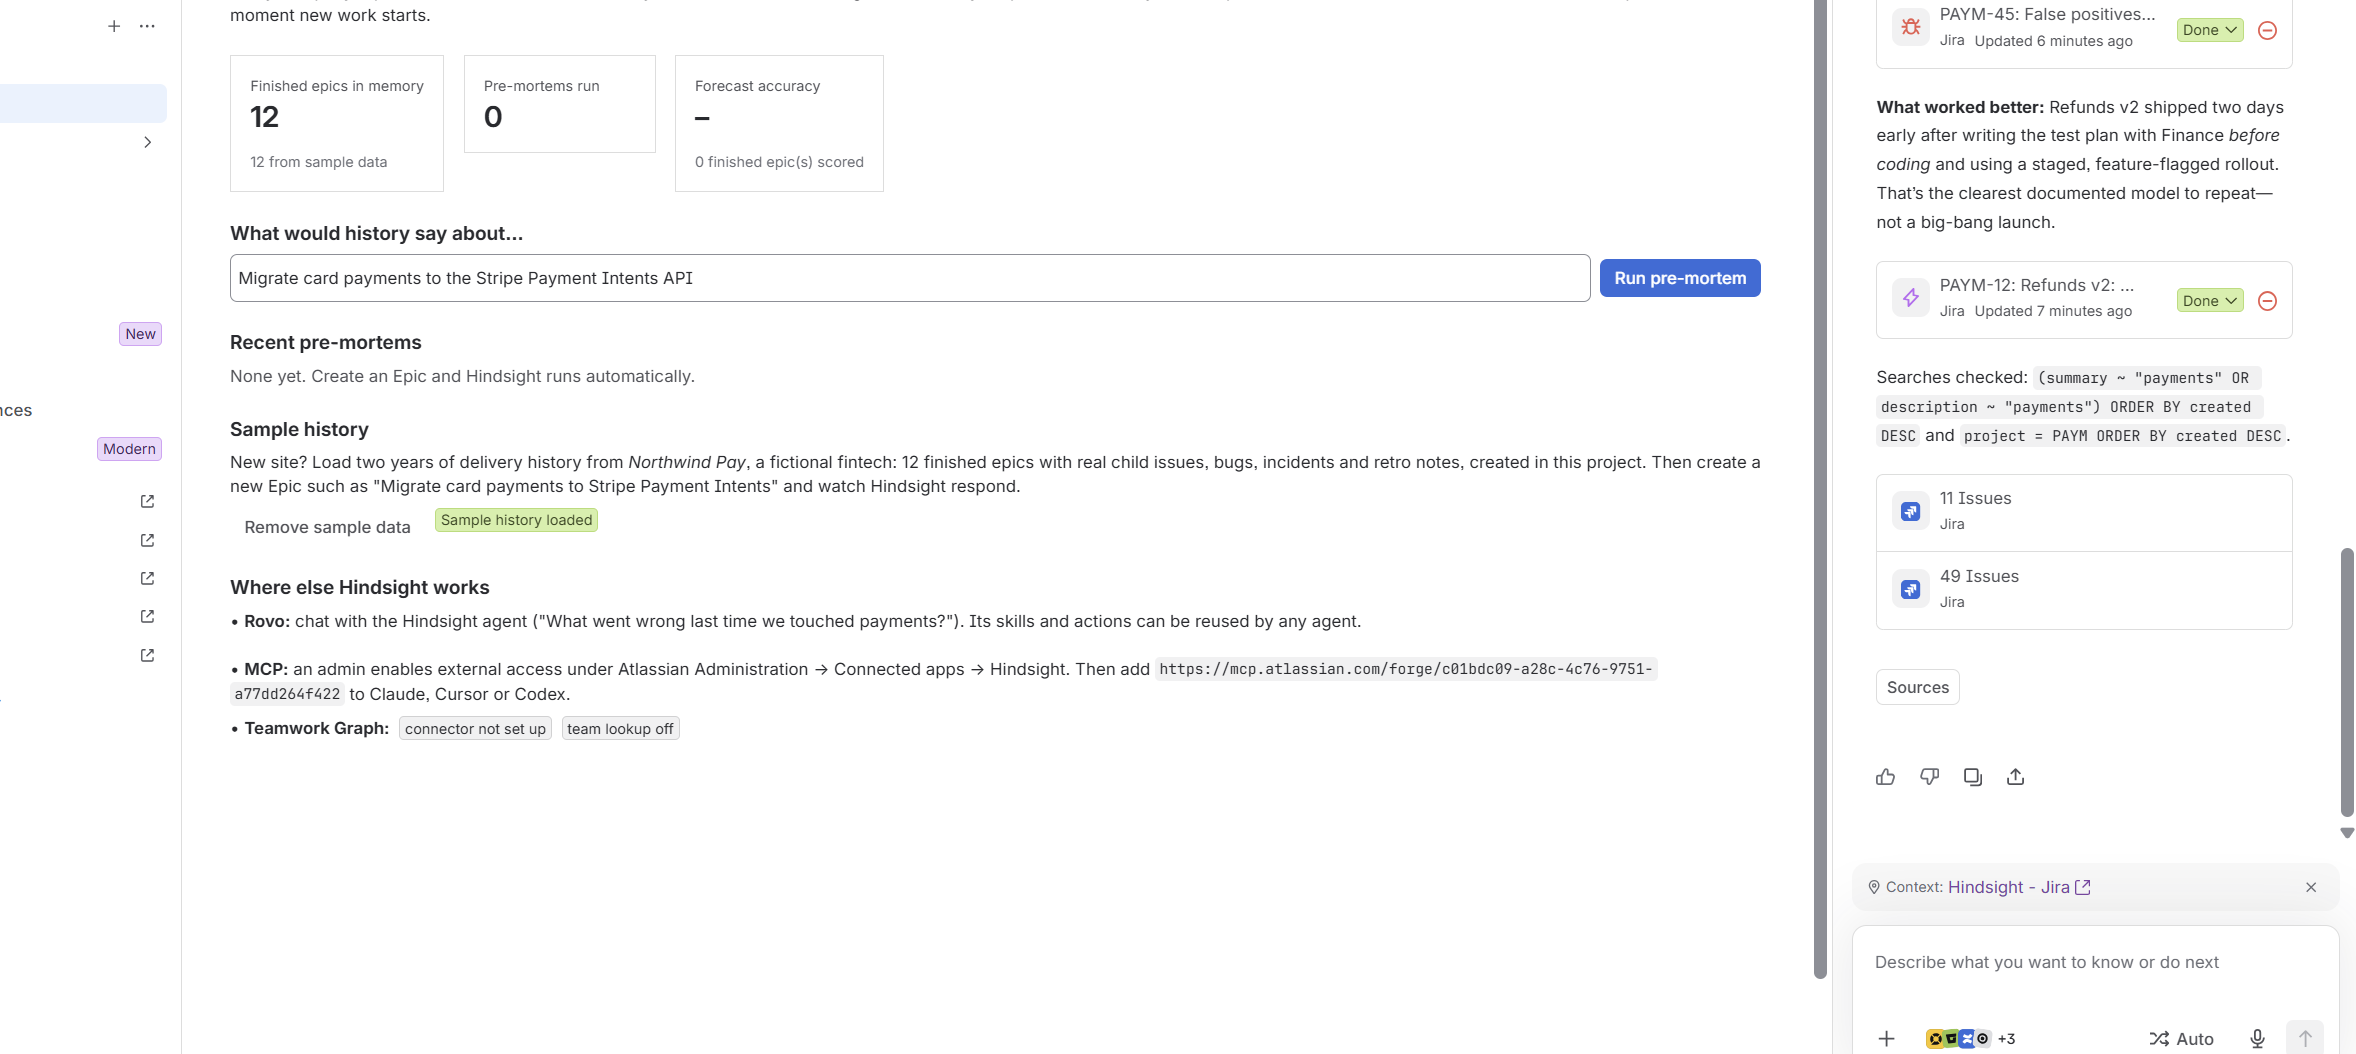 New
nces
Modern
moment new work starts.
Finished epics in memory
12
12 from sample data
Pre-mortems run
0
Forecast accuracy
–
0 finished epic(s) scored
What would history say about...
Migrate card payments to the Stripe Payment Intents API
Run pre-mortem
Recent pre-mortems
None yet. Create an Epic and Hindsight runs automatically.
Sample history
New site? Load two years of delivery history from Northwind Pay, a fictional fintech: 12 finished epics with real child issues, bugs, incidents and retro notes, created in this project. Then create a
new Epic such as "Migrate card payments to Stripe Payment Intents" and watch Hindsight respond.
Remove sample data
Sample history loaded
Where else Hindsight works
• Rovo: chat with the Hindsight agent ("What went wrong last time we touched payments?"). Its skills and actions can be reused by any agent.
• MCP: an admin enables external access under Atlassian Administration → Connected apps → Hindsight. Then add https://mcp.atlassian.com/forge/c01bdc09-a28c-4c76-9751-
a77dd264f422 to Claude, Cursor or Codex.
• Teamwork Graph: connector not set up team lookup off
PAYM-45: False positives...
Jira Updated 6 minutes ago
Done
What worked better: Refunds v2 shipped two days
early after writing the test plan with Finance before
coding and using a staged, feature-flagged rollout.
That's the clearest documented model to repeat—
not a big-bang launch.
PAYM-12: Refunds v2: ...
Jira Updated 7 minutes ago
Done
Searches checked: (summary ~ "payments" OR
description ~ "payments") ORDER BY created
DESC and project = PAYM ORDER BY created DESC.
11 Issues
Jira
49 Issues
Jira
Sources
Context: Hindsight - Jira
Describe what you want to know or do next
+3
Auto